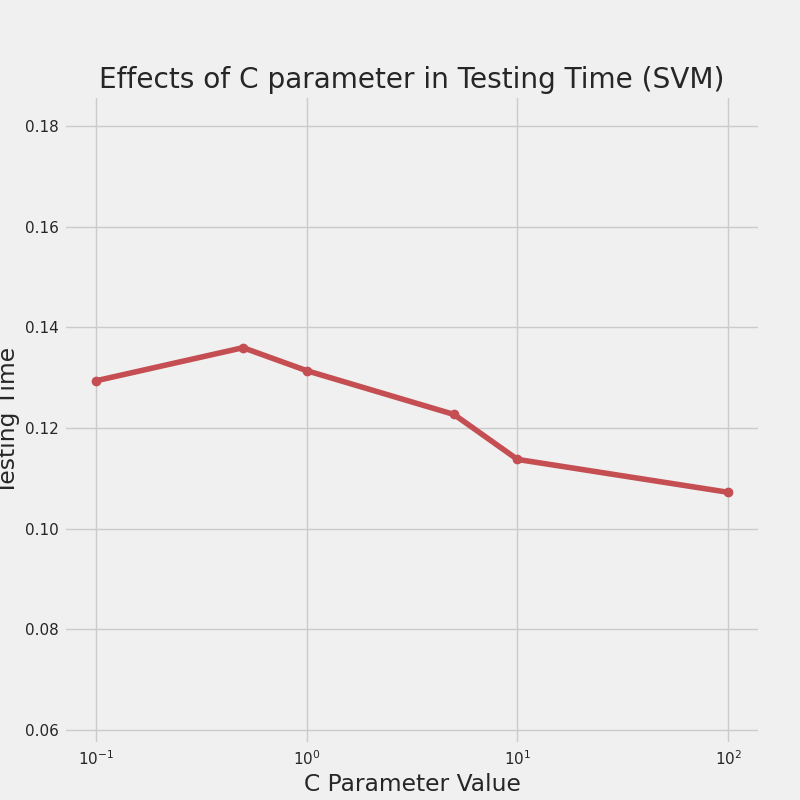 Effects of C parameter in Testing Time (SVM)
0.18
0.16
0.14
0.12
0.10
0.08
0.06
Testing Time
10⁻¹ 10⁰ 10¹ 10²
C Parameter Value